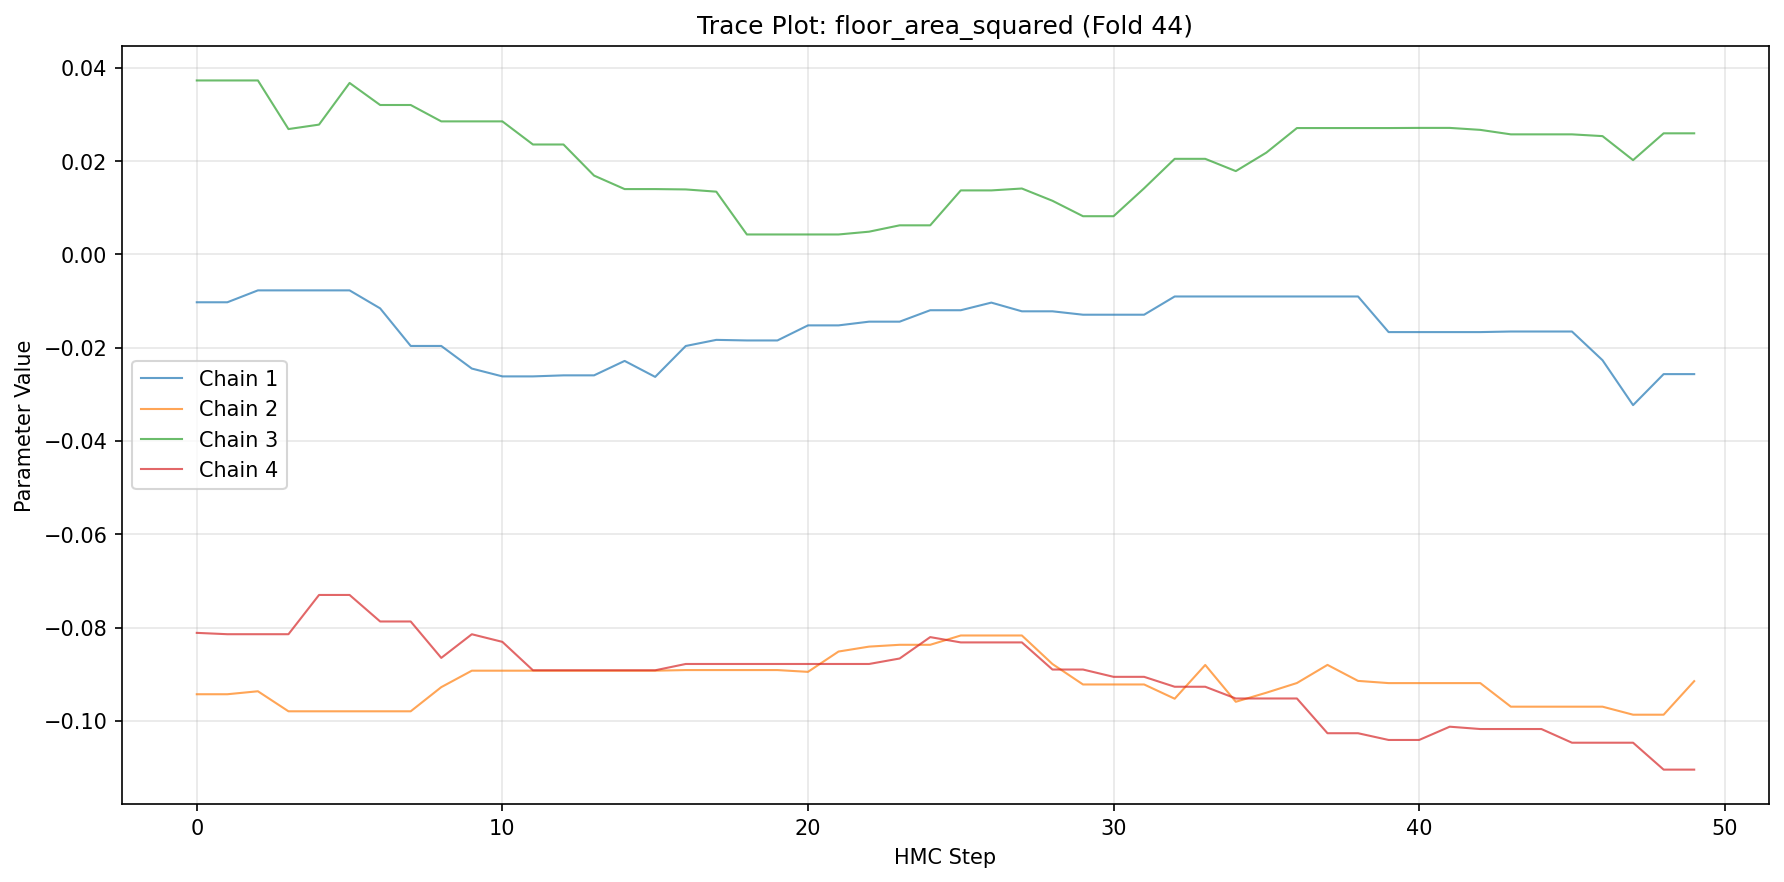 Trace Plot: floor_area_squared (Fold 44)
0.04
0.02
0.00
−0.02
−0.04
−0.06
−0.08
−0.10
Parameter Value
Chain 1
Chain 2
Chain 3
Chain 4
0 10 20 30 40 50
HMC Step